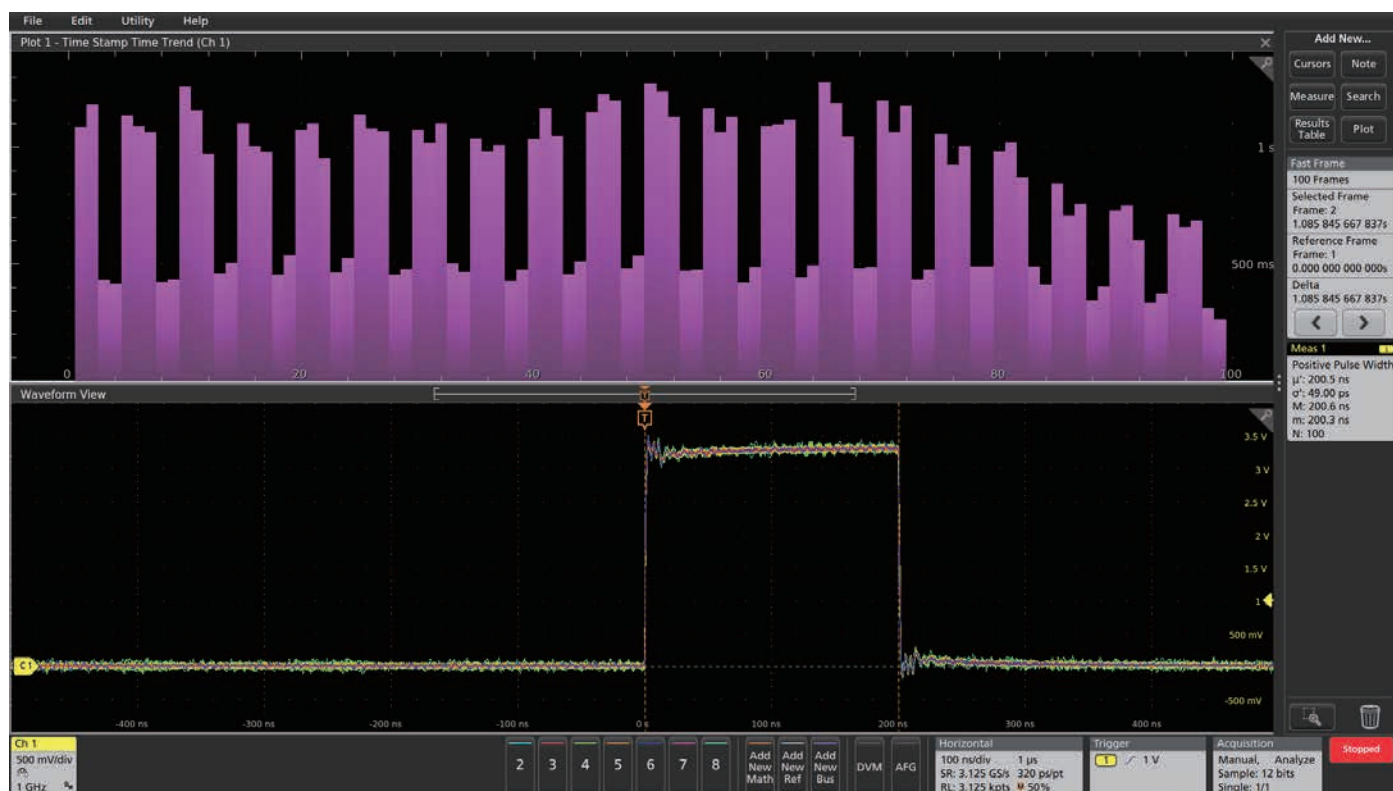 File Edit Utility Help
Plot 1 - Time Stamp Time Trend (Ch 1)
1 s
500 ms
0 20 40 60 80 100
Waveform View
T
T
3.5 V
3 V
2.5 V
2 V
1.5 V
1
500 mV
C1
-500 mV
-400 ns -300 ns -200 ns -100 ns 0 s 100 ns 200 ns 300 ns 400 ns
Add New...
Cursors Note
Measure Search
Results Table Plot
Fast Frame
100 Frames
Selected Frame
Frame: 2
1.085 845 667 837s
Reference Frame
Frame: 1
0.000 000 000 000s
Delta
1.085 845 667 837s
Meas 1 1
Positive Pulse Width
µ': 200.5 ns
σ': 49.00 ps
M: 200.6 ns
m: 200.3 ns
N: 100
Ch 1
500 mV/div
1 GHz
2 3 4 5 6 7 8
Add New Math
Add New Ref
Add New Bus
DVM AFG
Horizontal
100 ns/div 1 µs
SR: 3.125 GS/s 320 ps/pt
RL: 3.125 kpts 50%
Trigger
1 1 V
Acquisition
Manual, Analyze
Sample: 12 bits
Single: 1/1
Stopped